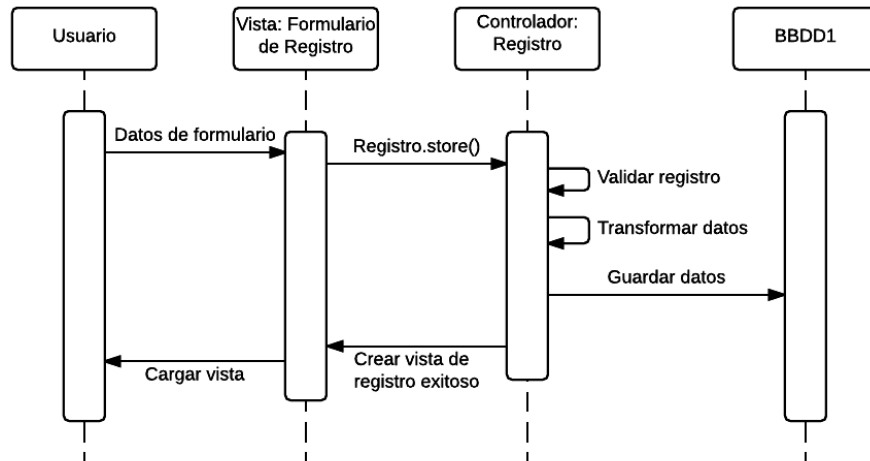 Usuario
Vista: Formulario
de Registro
Controlador:
Registro
BBDD1
Datos de formulario
Registro.store()
Validar registro
Transformar datos
Guardar datos
Crear vista de
registro exitoso
Cargar vista